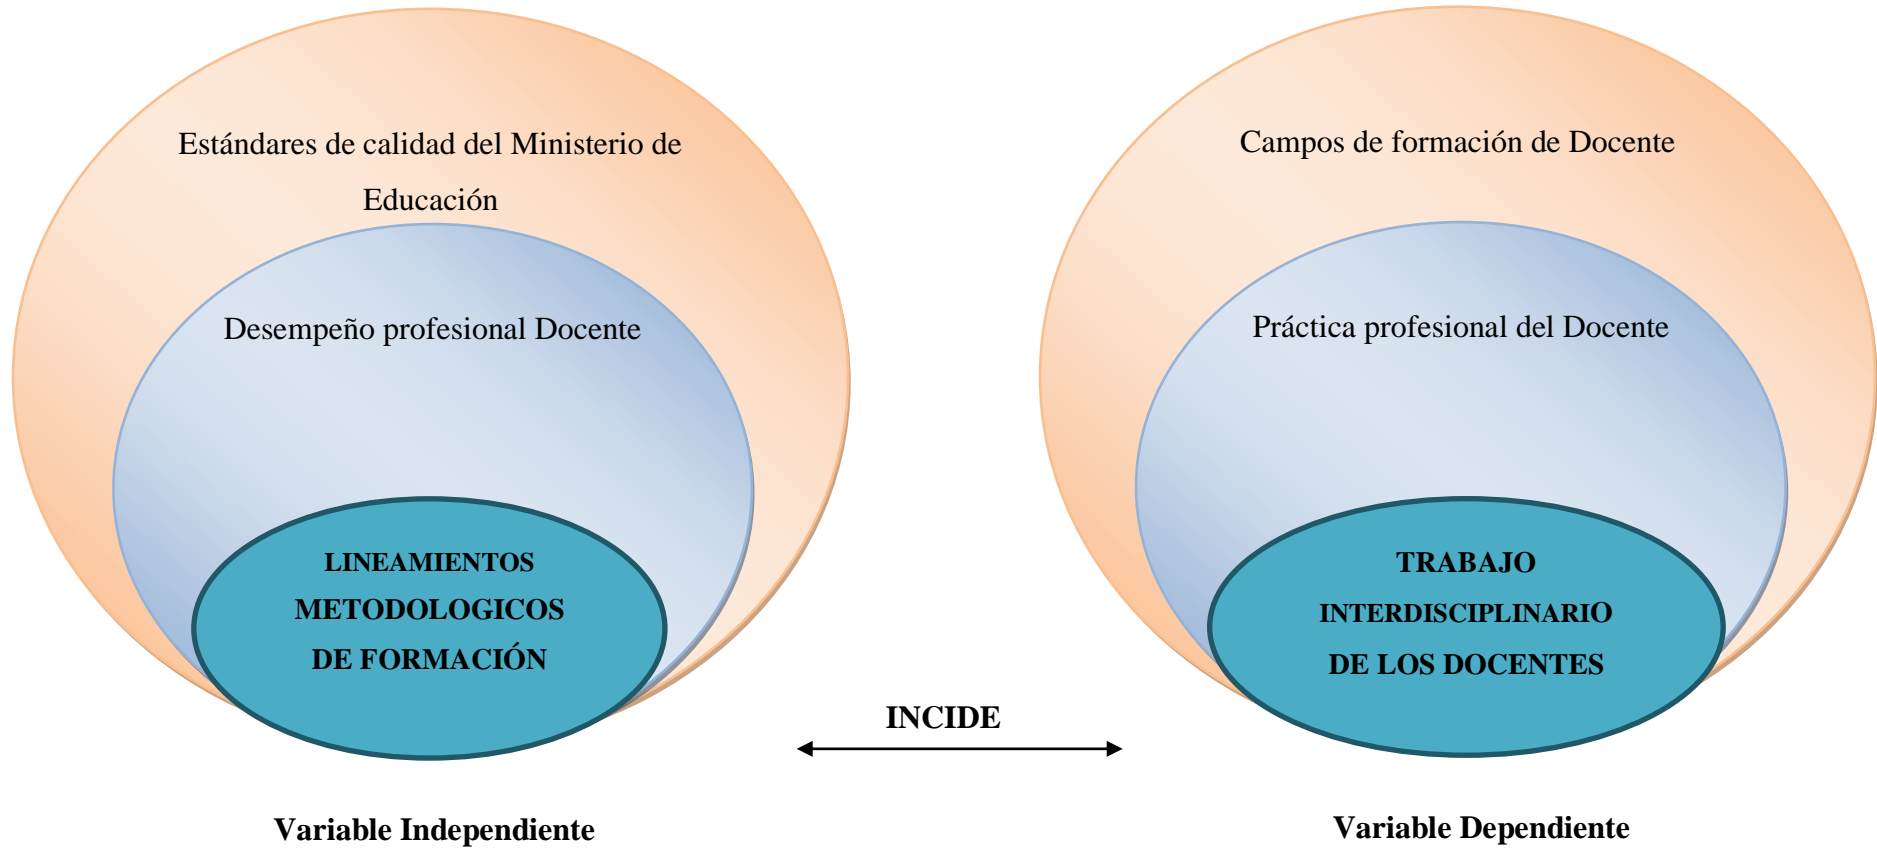 Estándares de calidad del Ministerio de
Educación
Desempeño profesional Docente
LINEAMIENTOS
METODOLOGICOS
DE FORMACIÓN
Variable Independiente
INCIDE
Campos de formación de Docente
Práctica profesional del Docente
TRABAJO
INTERDISCIPLINARIO
DE LOS DOCENTES
Variable Dependiente